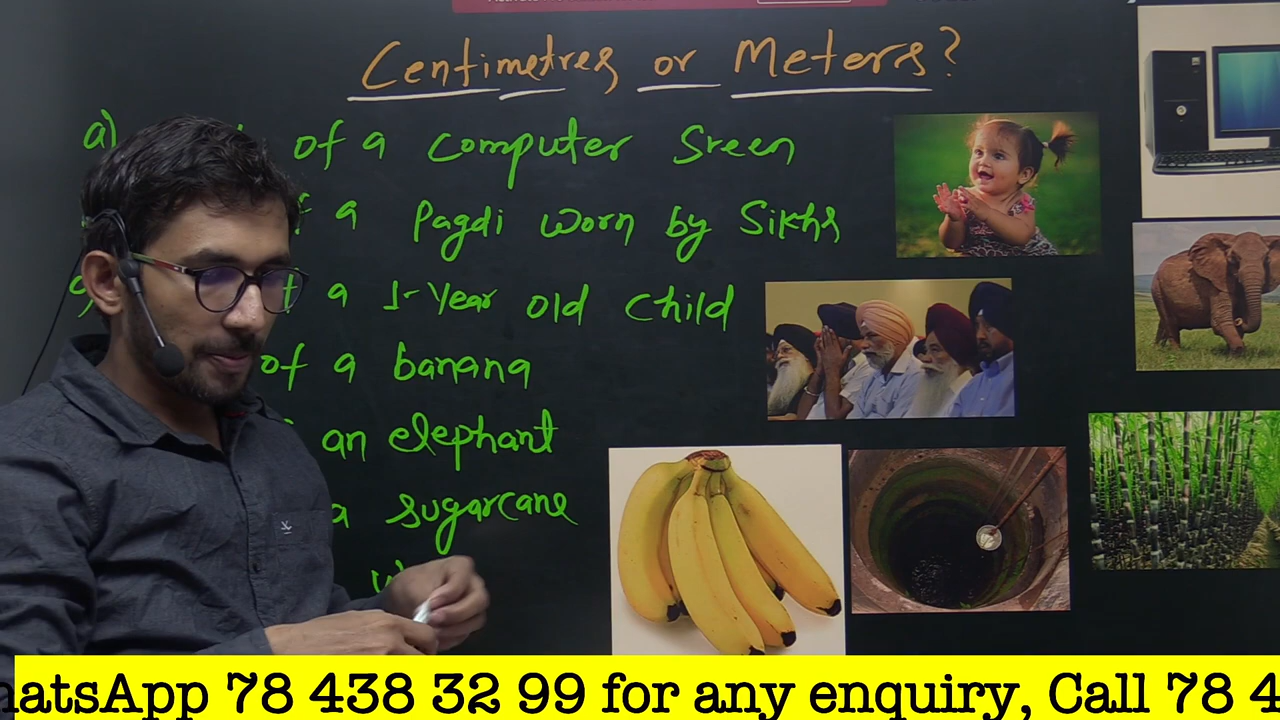 Centimetres or Meters?
a) of a Computer Sreen
a Pagdi worn by Sikhs
a 1-Year old child
of a banana
an elephant
a sugarcane
hatsApp 78 438 32 99 for any enquiry, Call 78 4